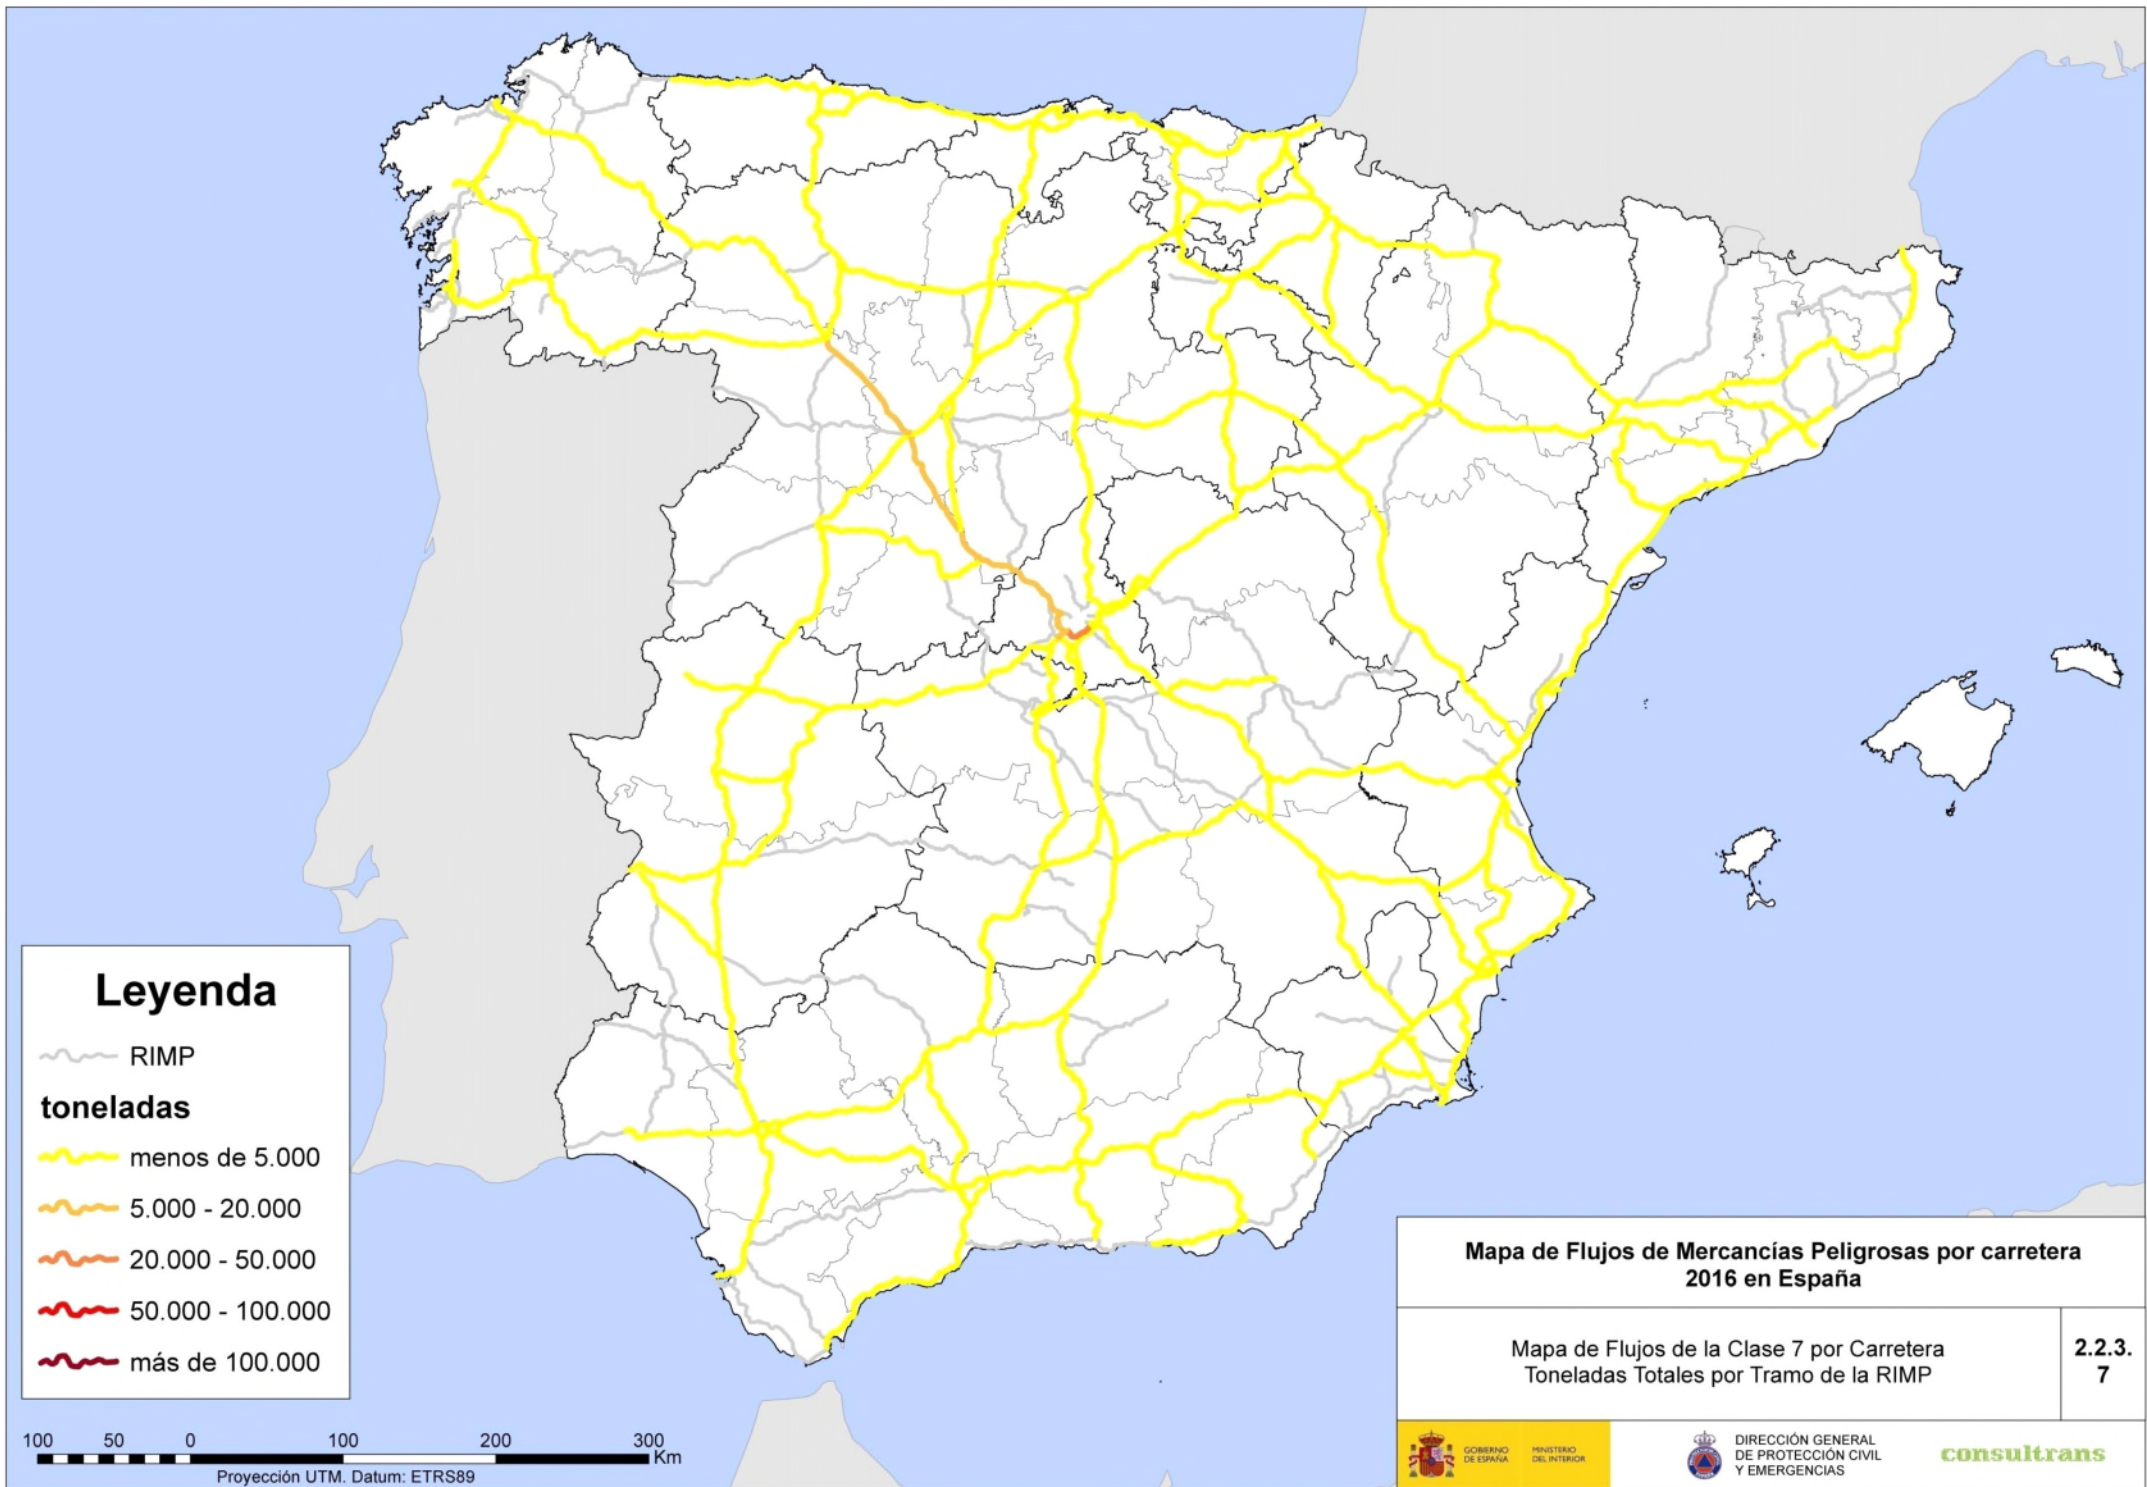 Leyenda
RIMP
toneladas
menos de 5.000
5.000 - 20.000
20.000 - 50.000
50.000 - 100.000
más de 100.000
100 50 0 100 200 300
Km
Proyección UTM. Datum: ETRS89
Mapa de Flujos de Mercancías Peligrosas por carretera
2016 en España
Mapa de Flujos de la Clase 7 por Carretera
Toneladas Totales por Tramo de la RIMP
2.2.3.
7
GOBIERNO
DE ESPAÑA
MINISTERIO
DEL INTERIOR
DIRECCIÓN GENERAL
DE PROTECCIÓN CIVIL
Y EMERGENCIAS
consultrans